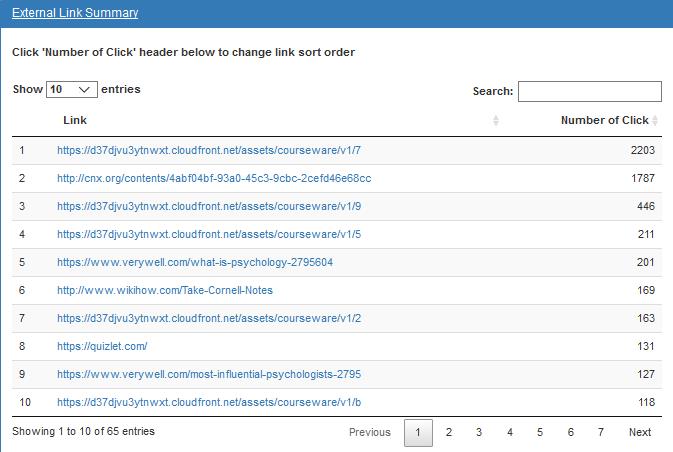 External Link Summary
Click 'Number of Click' header below to change link sort order
Show 10 entries Search:
Link Number of Click
1 https://d37djvu3ytnwxt.cloudfront.net/assets/courseware/v1/7 2203
2 http://cnx.org/contents/4abf04bf-93a0-45c3-9cbc-2cefd46e68cc 1787
3 https://d37djvu3ytnwxt.cloudfront.net/assets/courseware/v1/9 446
4 https://d37djvu3ytnwxt.cloudfront.net/assets/courseware/v1/5 211
5 https://www.verywell.com/what-is-psychology-2795604 201
6 http://www.wikihow.com/Take-Cornell-Notes 169
7 https://d37djvu3ytnwxt.cloudfront.net/assets/courseware/v1/2 163
8 https://quizlet.com/ 131
9 https://www.verywell.com/most-influential-psychologists-2795 127
10 https://d37djvu3ytnwxt.cloudfront.net/assets/courseware/v1/b 118
Showing 1 to 10 of 65 entries Previous 1 2 3 4 5 6 7 Next